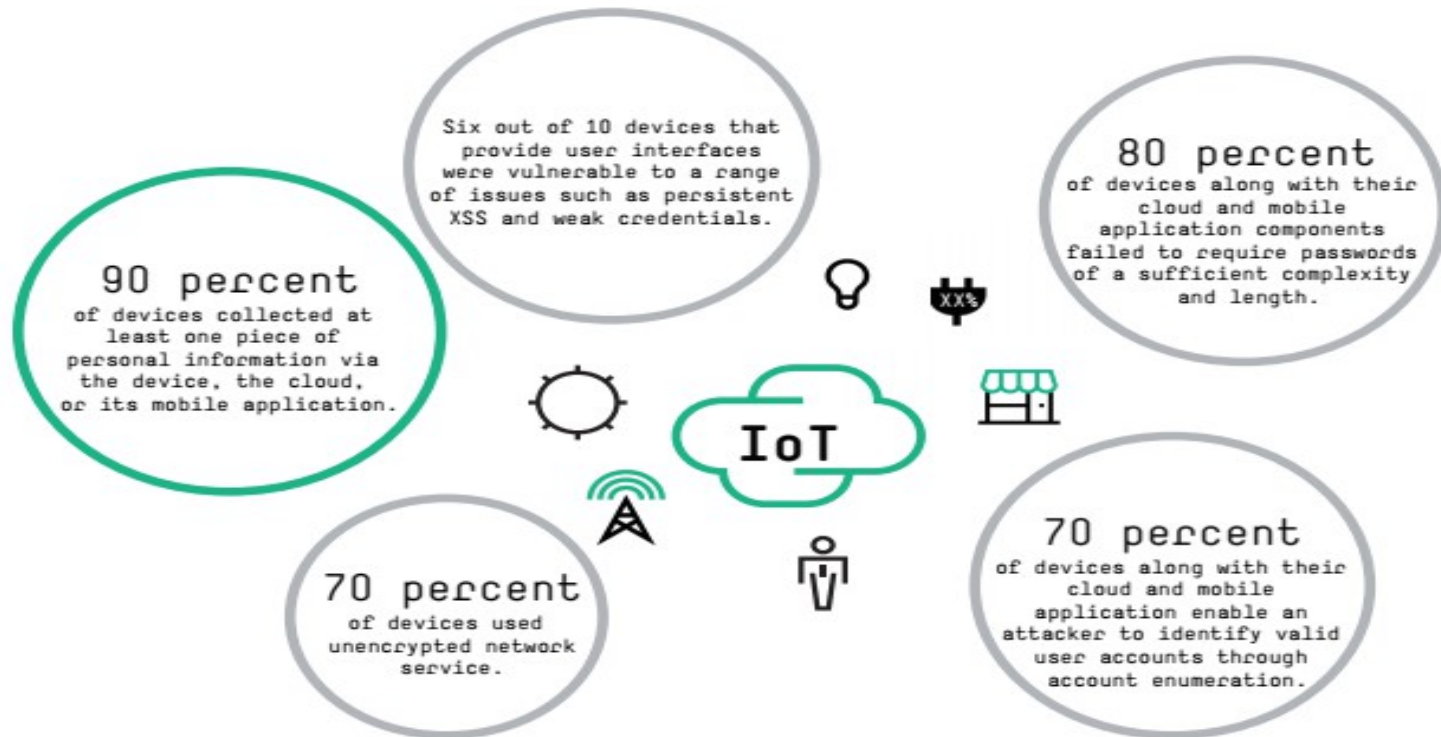 Six out of 10 devices that
provide user interfaces
were vulnerable to a range
of issues such as persistent
XSS and weak credentials.
80 percent
of devices along with their
cloud and mobile
application components
failed to require passwords
of a sufficient complexity
and length.
90 percent
of devices collected at
least one piece of
personal information via
the device, the cloud,
or its mobile application.
XX%
IoT
70 percent
of devices used
unencrypted network
service.
70 percent
of devices along with their
cloud and mobile
application enable an
attacker to identify valid
user accounts through
account enumeration.